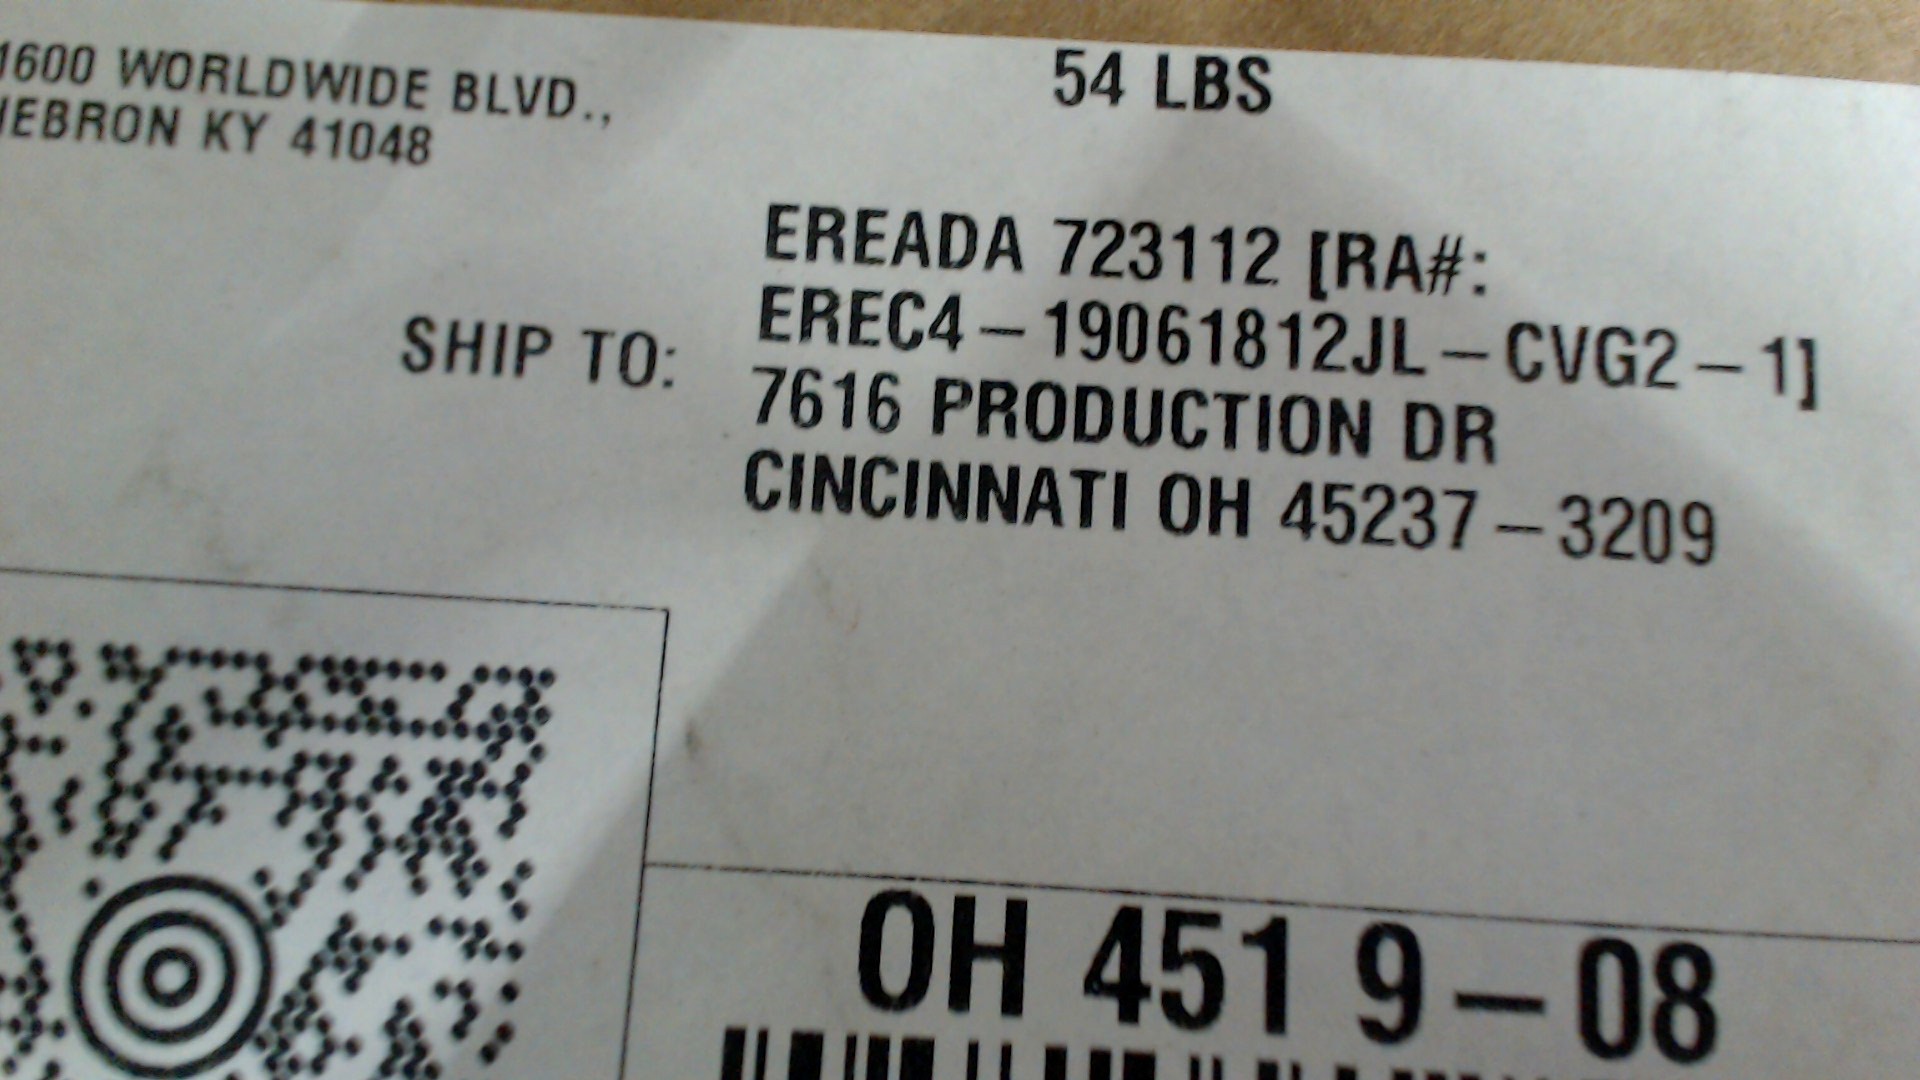 1600 WORLDWIDE BLVD.,
HEBRON KY 41048
54 LBS
SHIP TO:
EREADA 723112 [RA#:
EREC4-19061812JL-CVG2-1]
7616 PRODUCTION DR
CINCINNATI OH 45237-3209
OH 451 9-08